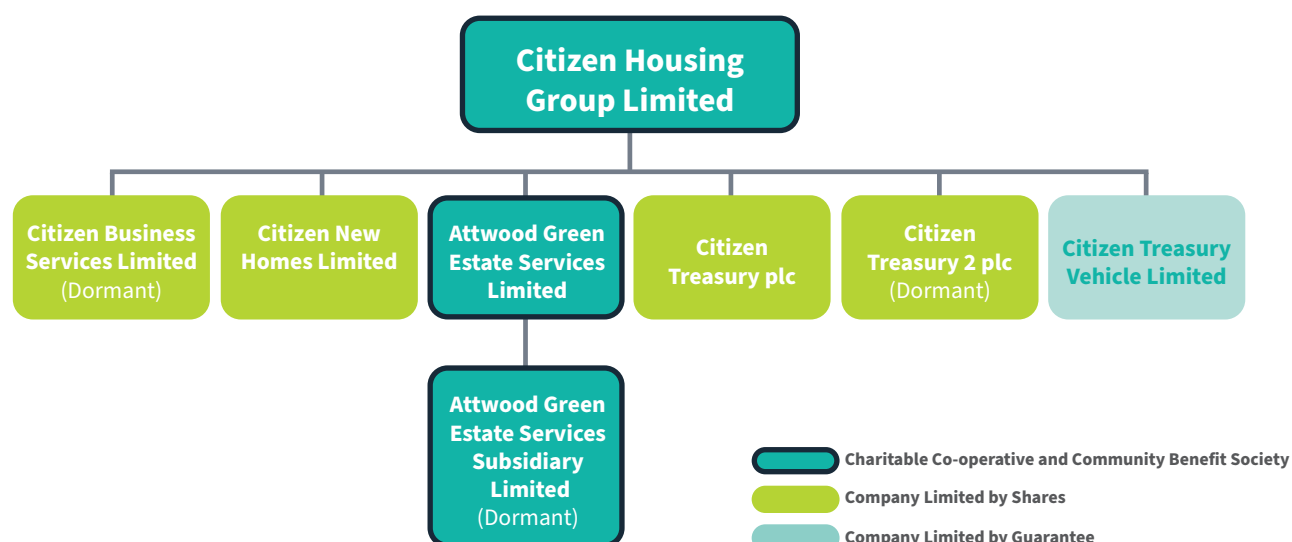 Citizen Housing
Group Limited
Citizen Business
Services Limited
(Dormant)
Citizen New
Homes Limited
Attwood Green
Estate Services
Limited
Citizen
Treasury plc
Citizen
Treasury 2 plc
(Dormant)
Citizen Treasury
Vehicle Limited
Attwood Green
Estate Services
Subsidiary
Limited
(Dormant)
Charitable Co-operative and Community Benefit Society
Company Limited by Shares
Company Limited by Guarantee